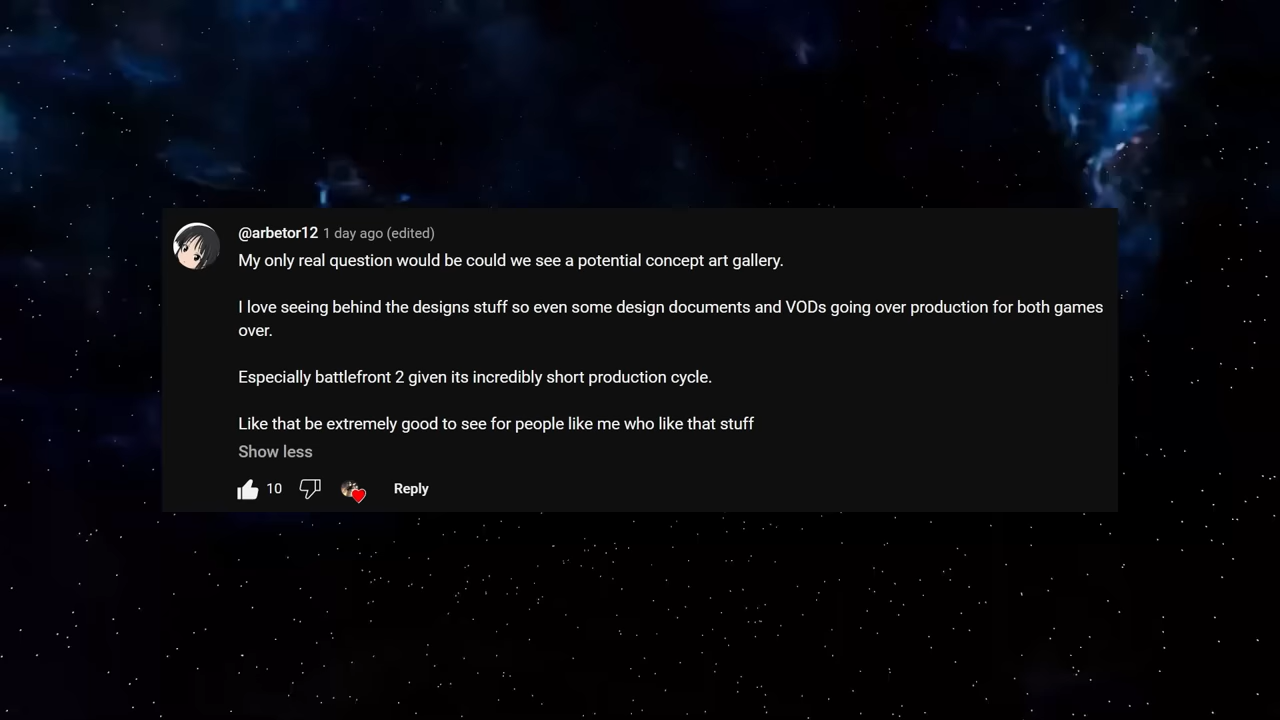 @arbetor12 1 day ago (edited)
My only real question would be could we see a potential concept art gallery.
I love seeing behind the designs stuff so even some design documents and VODs going over production for both games
over.
Especially battlefront 2 given its incredibly short production cycle.
Like that be extremely good to see for people like me who like that stuff
Show less
10 Reply